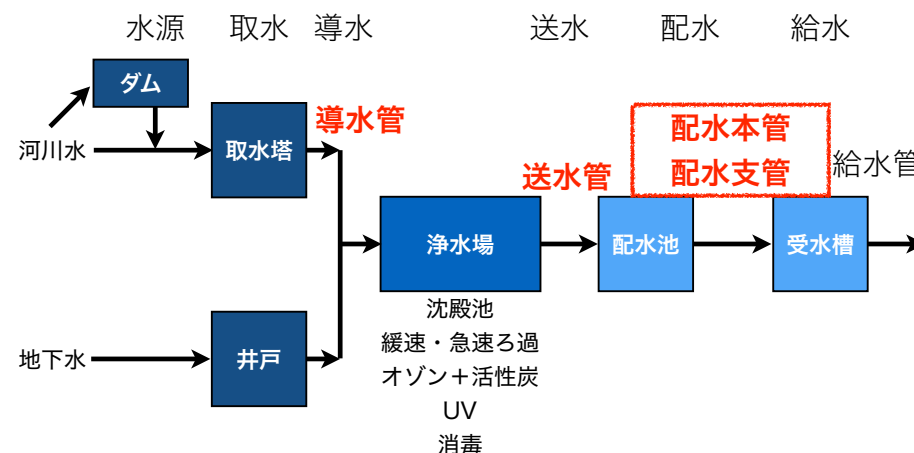 水源 取水 導水 送水 配水 給水
ダム
導水管
配水本管
河川水
取水塔
配水支管
給水管
送水管
浄水場
配水池
受水槽
沈殿池
地下水
井戸
緩速・急速ろ過
オゾン＋活性炭
UV
消毒